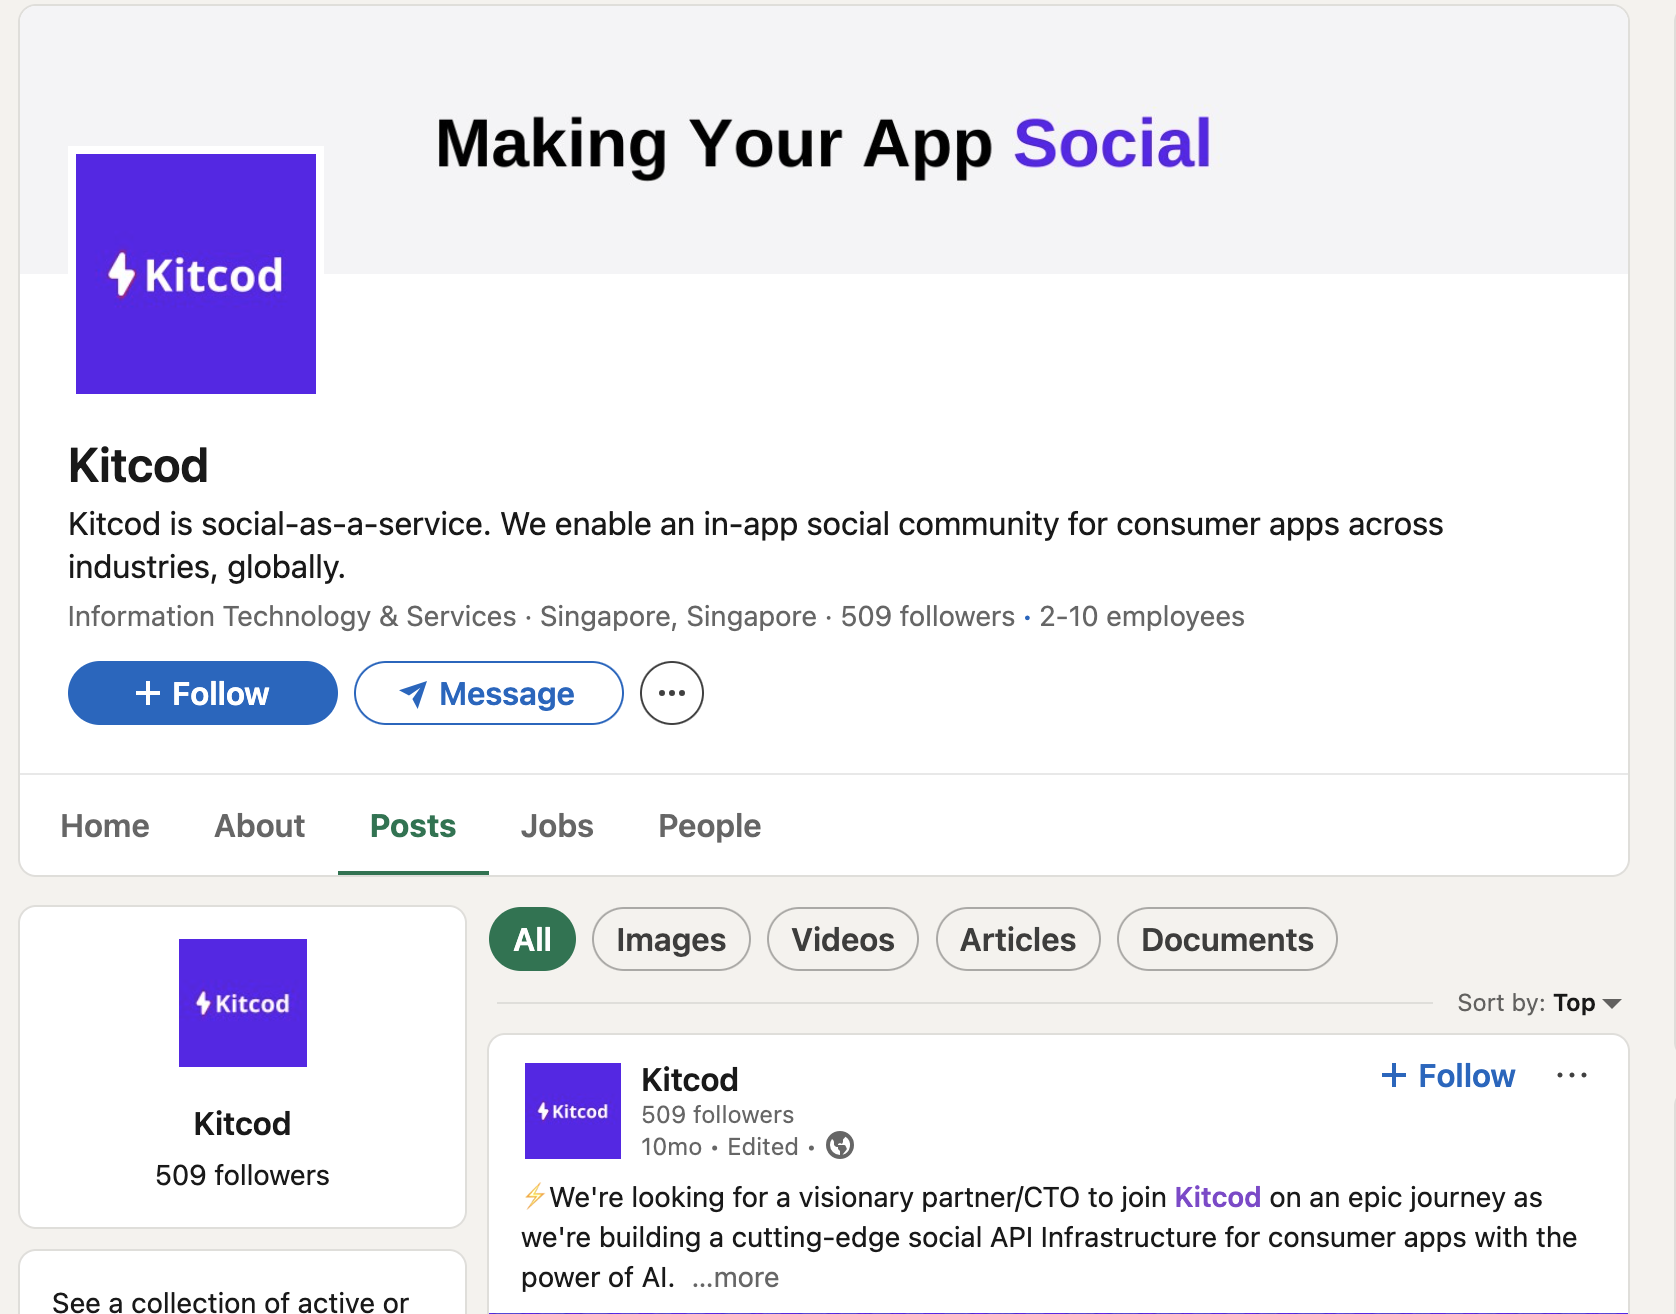 Making Your App Social
Kitcod
Kitcod
Kitcod is social-as-a-service. We enable an in-app social community for consumer apps across
industries, globally.
Information Technology & Services · Singapore, Singapore · 509 followers · 2-10 employees
+ Follow
Message
Home
About
Posts
Jobs
People
Kitcod
Kitcod
509 followers
See a collection of active or
All
Images
Videos
Articles
Documents
Sort by: Top
Kitcod
Kitcod
509 followers
10mo • Edited •
+ Follow
⚡We're looking for a visionary partner/CTO to join Kitcod on an epic journey as
we're building a cutting-edge social API Infrastructure for consumer apps with the
power of AI. ...more